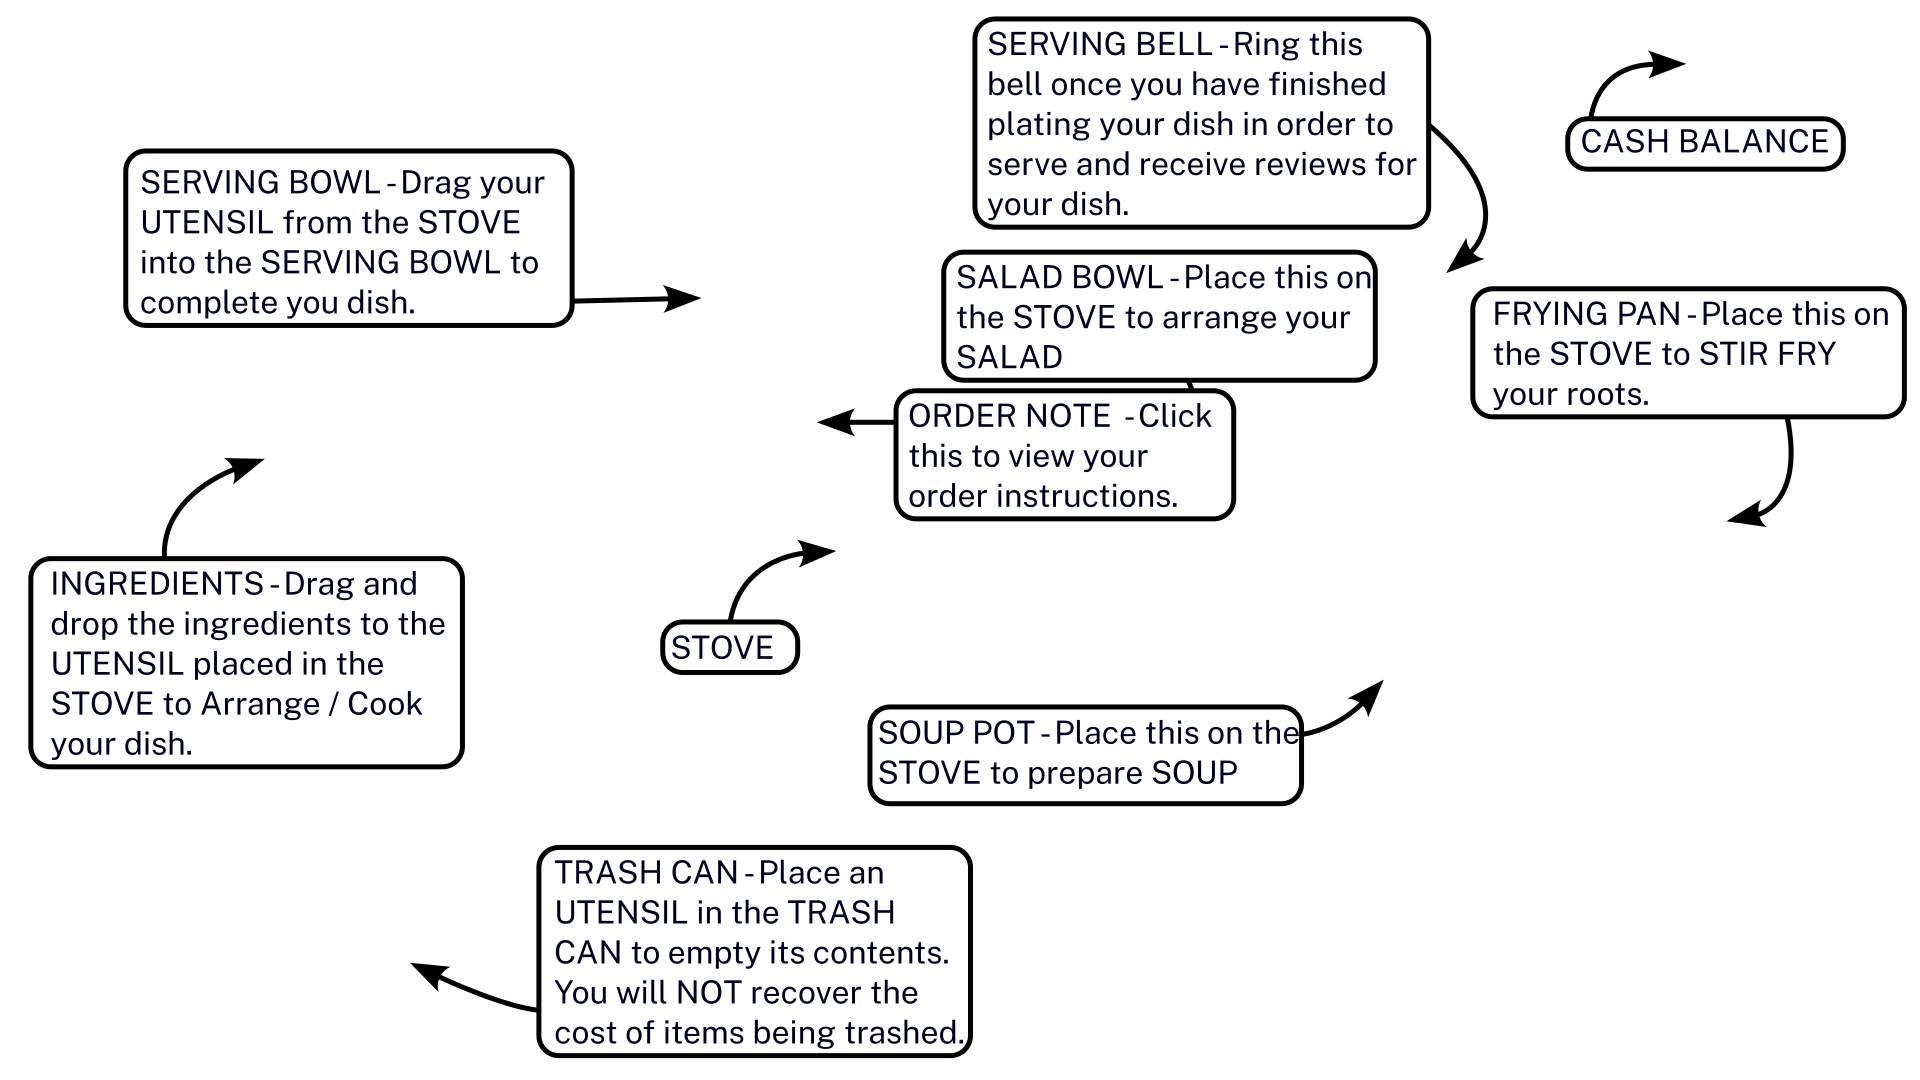 SERVING BELL - Ring this
bell once you have finished
plating your dish in order to
serve and receive reviews for
your dish.
CASH BALANCE
SERVING BOWL - Drag your
UTENSIL from the STOVE
into the SERVING BOWL to
complete you dish.
SALAD BOWL - Place this on
the STOVE to arrange your
SALAD
FRYING PAN - Place this on
the STOVE to STIR FRY
your roots.
ORDER NOTE - Click
this to view your
order instructions.
INGREDIENTS - Drag and
drop the ingredients to the
UTENSIL placed in the
STOVE to Arrange / Cook
your dish.
STOVE
SOUP POT - Place this on the
STOVE to prepare SOUP
TRASH CAN - Place an
UTENSIL in the TRASH
CAN to empty its contents.
You will NOT recover the
cost of items being trashed.